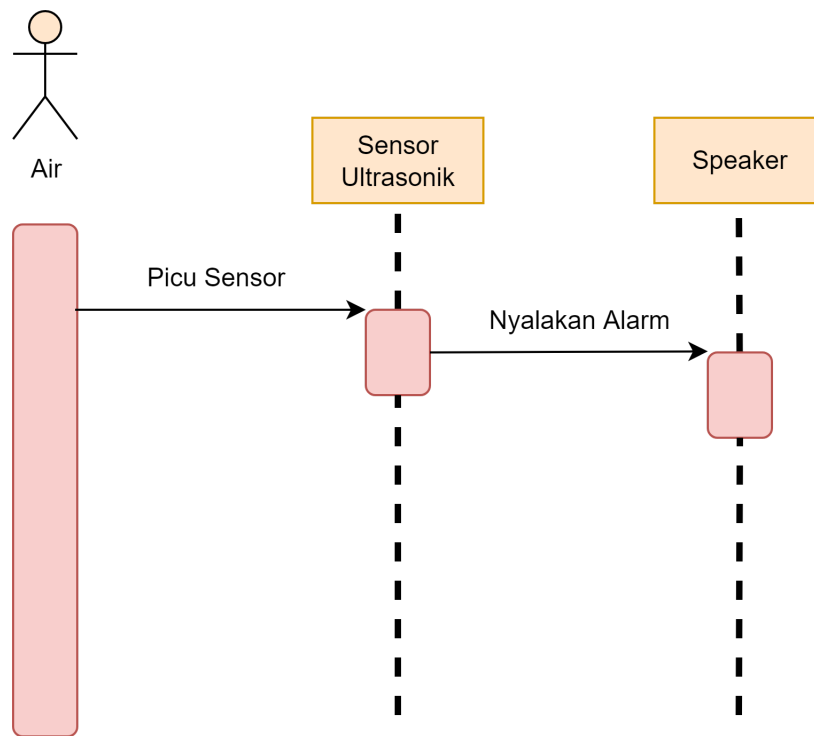 Air
Sensor
Ultrasonik
Speaker
Picu Sensor
Nyalakan Alarm